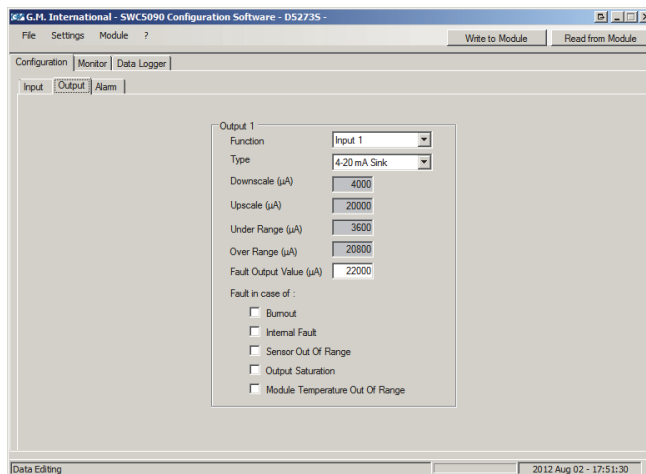 G.M. International - SWC5090 Configuration Software - D5273S -
File Settings Module ?
Write to Module Read from Module
Configuration Monitor Data Logger
Input Output Alarm
Output 1
Function Input 1
Type 4-20 mA Sink
Downscale (µA) 4000
Upscale (µA) 20000
Under Range (µA) 3600
Over Range (µA) 20800
Fault Output Value (µA) 22000
Fault in case of :
Burnout
Internal Fault
Sensor Out Of Range
Output Saturation
Module Temperature Out Of Range
Data Editing 2012 Aug 02 - 17:51:30